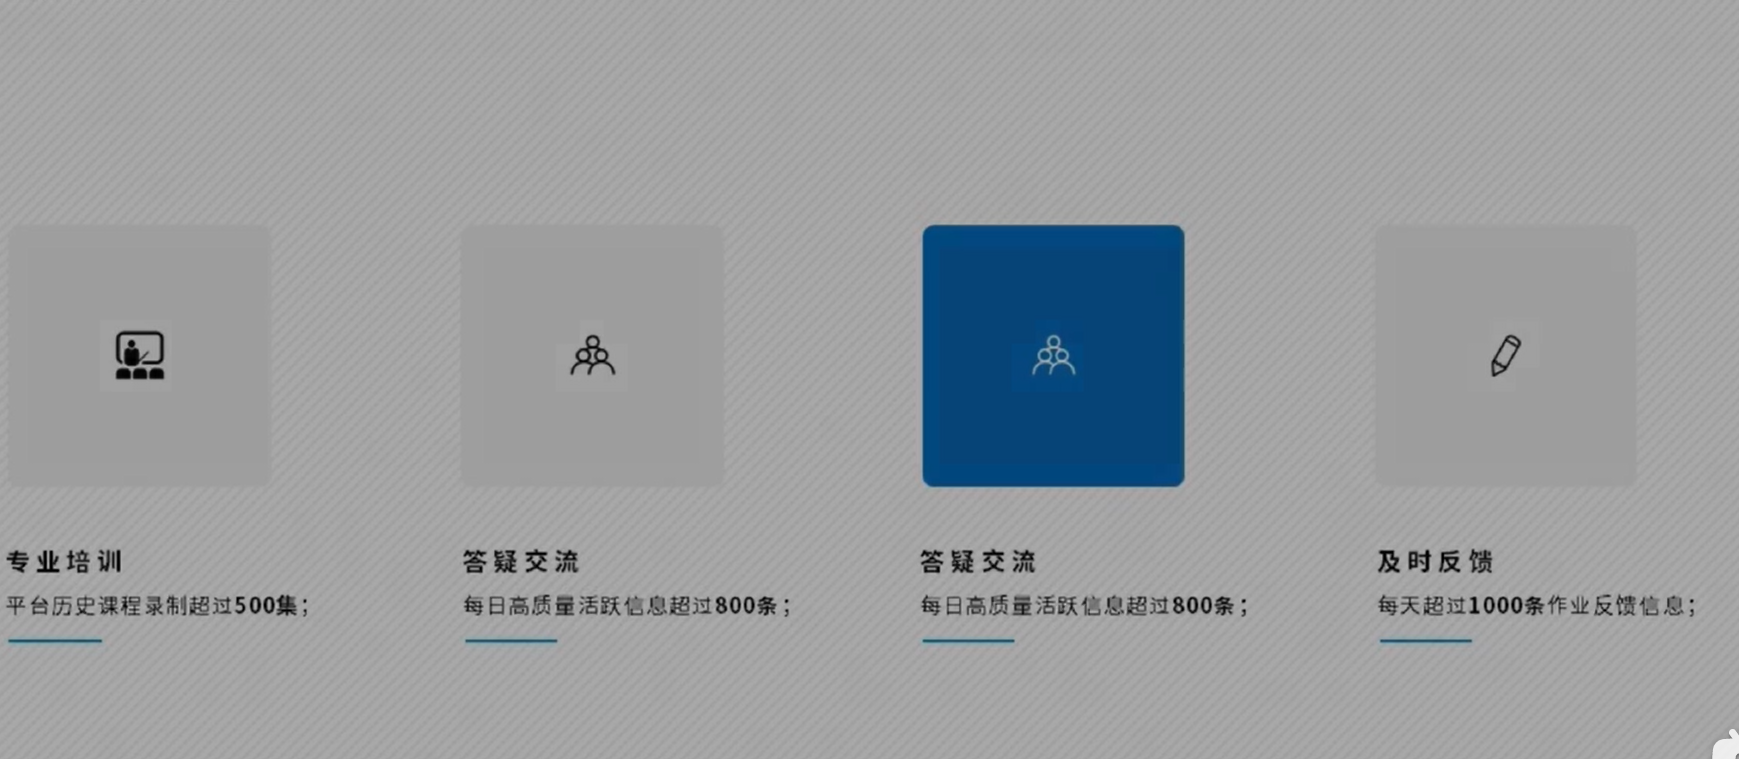 专业培训
平台历史课程录制超过500集；
答疑交流
每日高质量活跃信息超过800条；
答疑交流
每日高质量活跃信息超过800条；
及时反馈
每天超过1000条作业反馈信息；